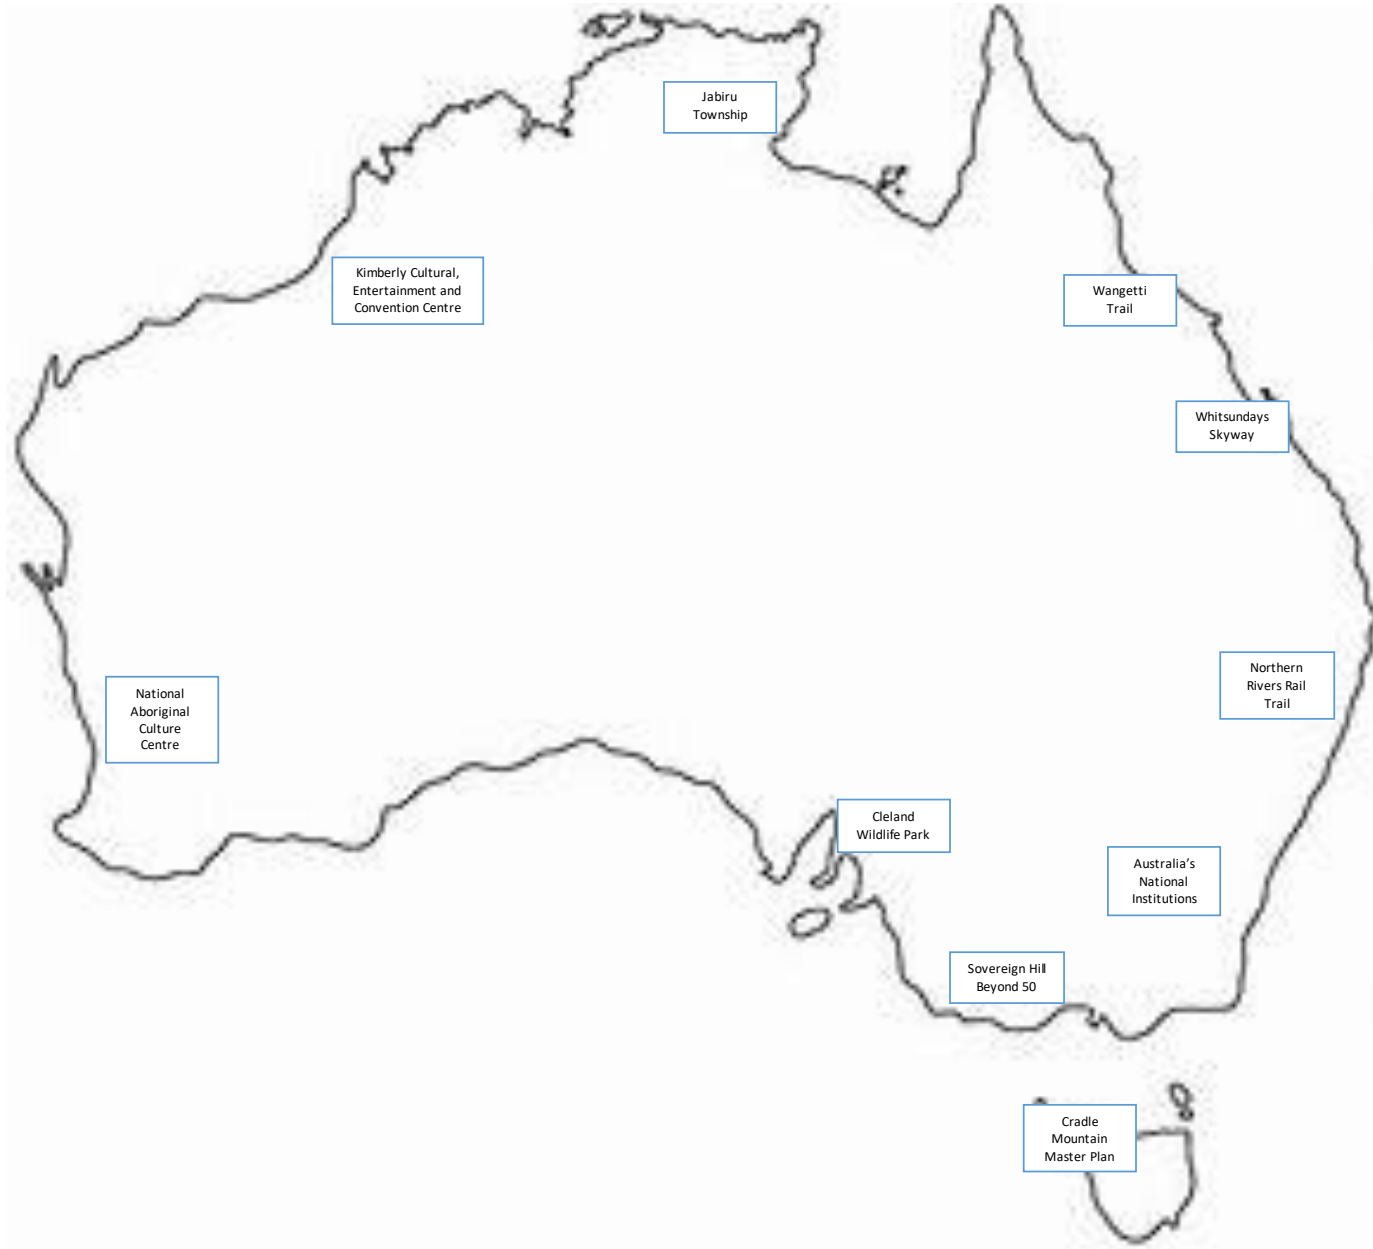 Jabiru
Township
Kimberly Cultural,
Entertainment and
Convention Centre
Wangetti
Trail
Whitsundays
Skyway
Northern
Rivers Rail
Trail
National
Aboriginal
Culture
Centre
Cleland
Wildlife Park
Australia's
National
Institutions
Sovereign Hill
Beyond 50
Cradle
Mountain
Master Plan